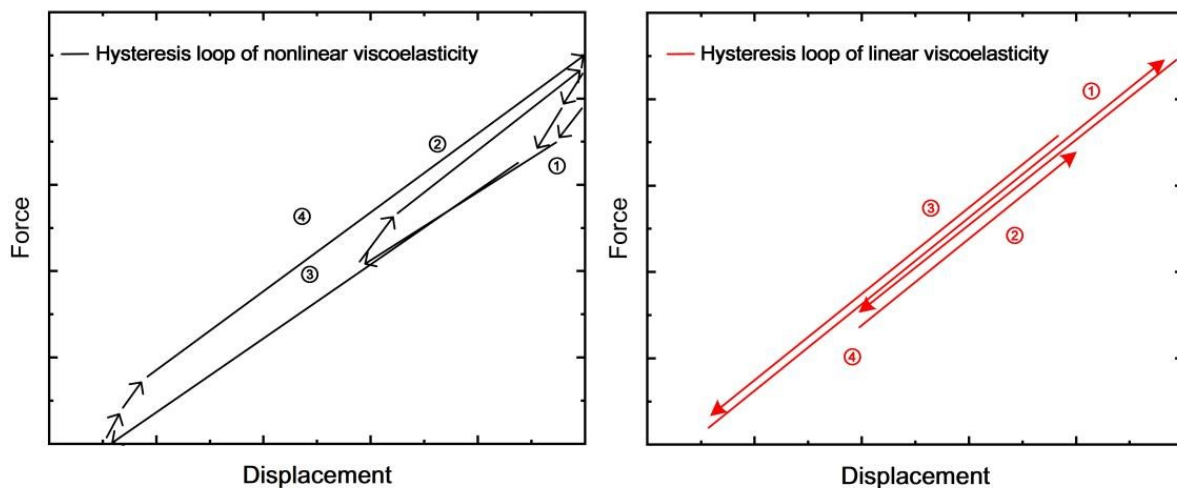 Hysteresis loop of nonlinear viscoelasticity
②
①
④
③
Force
Displacement
Hysteresis loop of linear viscoelasticity
①
③
②
④
Force
Displacement